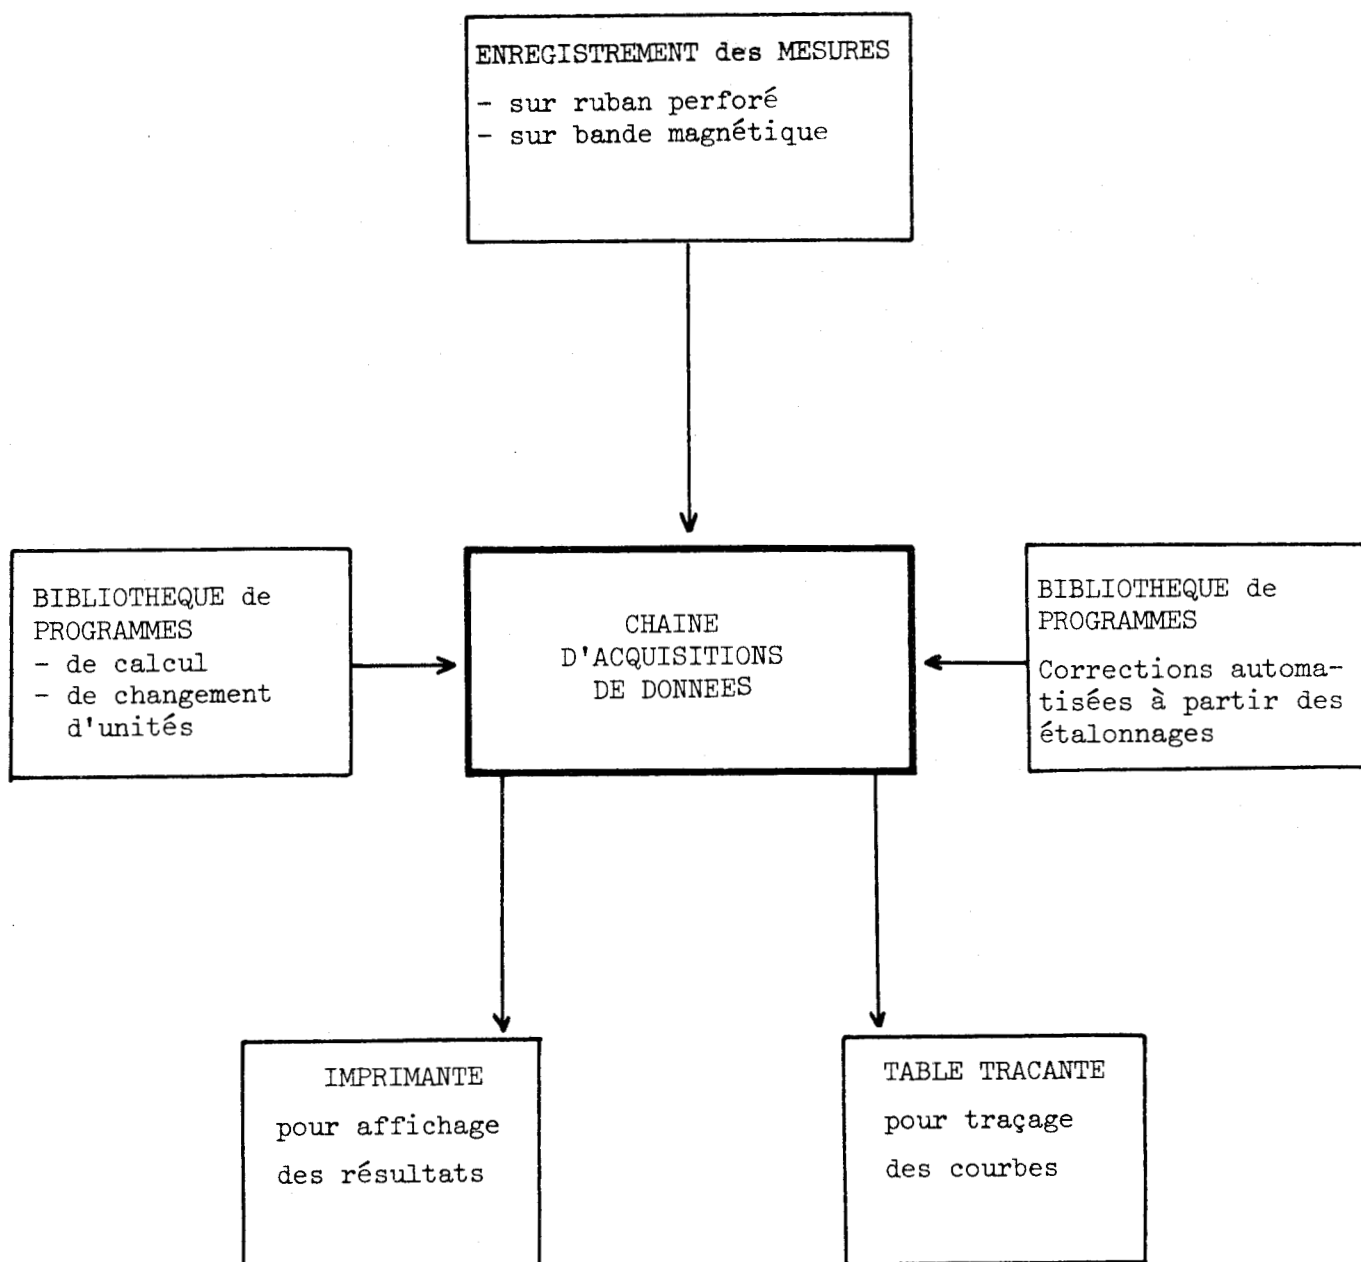 ENREGISTREMENT des MESURES
- sur ruban perforé
- sur bande magnétique
BIBLIOTHEQUE de
PROGRAMMES
- de calcul
- de changement
d'unités
CHAINE
D'ACQUISITIONS
DE DONNEES
BIBLIOTHEQUE de
PROGRAMMES
Corrections automa-
tisées à partir des
étalonnages
IMPRIMANTE
pour affichage
des résultats
TABLE TRACANTE
pour traçage
des courbes